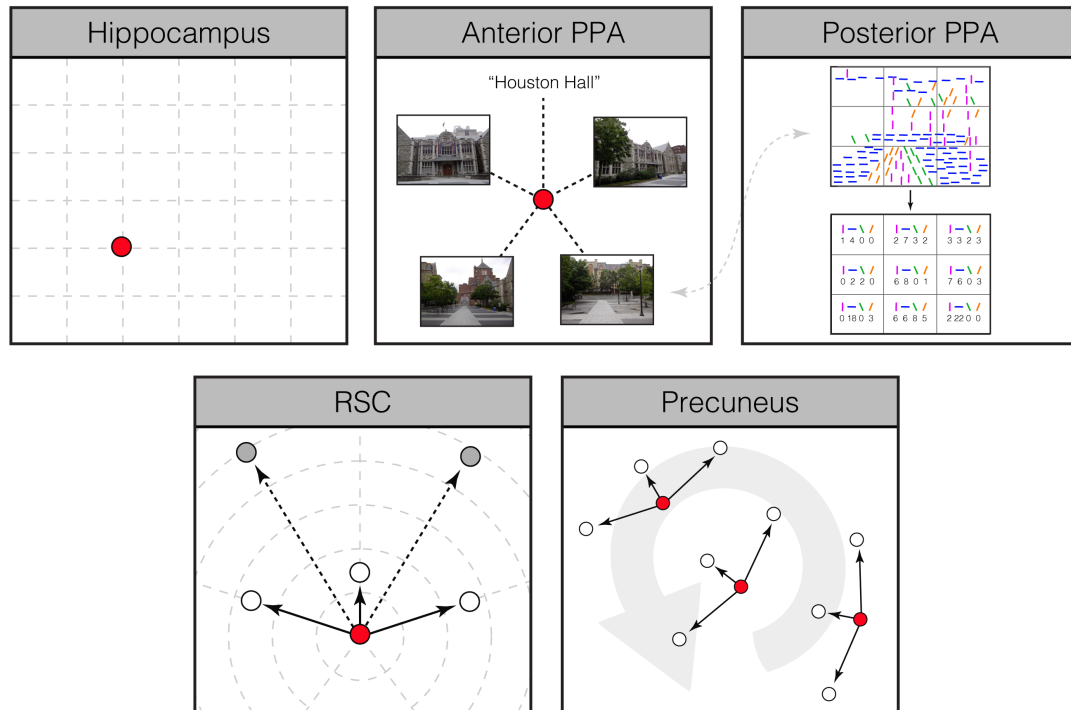 Hippocampus
Anterior PPA
Posterior PPA
“Houston Hall”
1 4 0 0
2 7 3 2
3 3 2 3
0 2 2 0
6 8 0 1
7 6 0 3
0 18 0 3
6 6 8 5
2 22 0 0
RSC
Precuneus